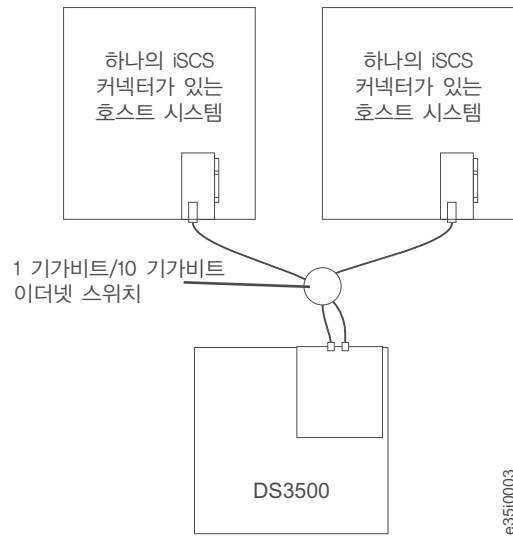 하나의 iSCS
커넥터가 있는
호스트 시스템
하나의 iSCS
커넥터가 있는
호스트 시스템
1 기가비트/10 기가비트
이더넷 스위치
DS3500
e35i0003